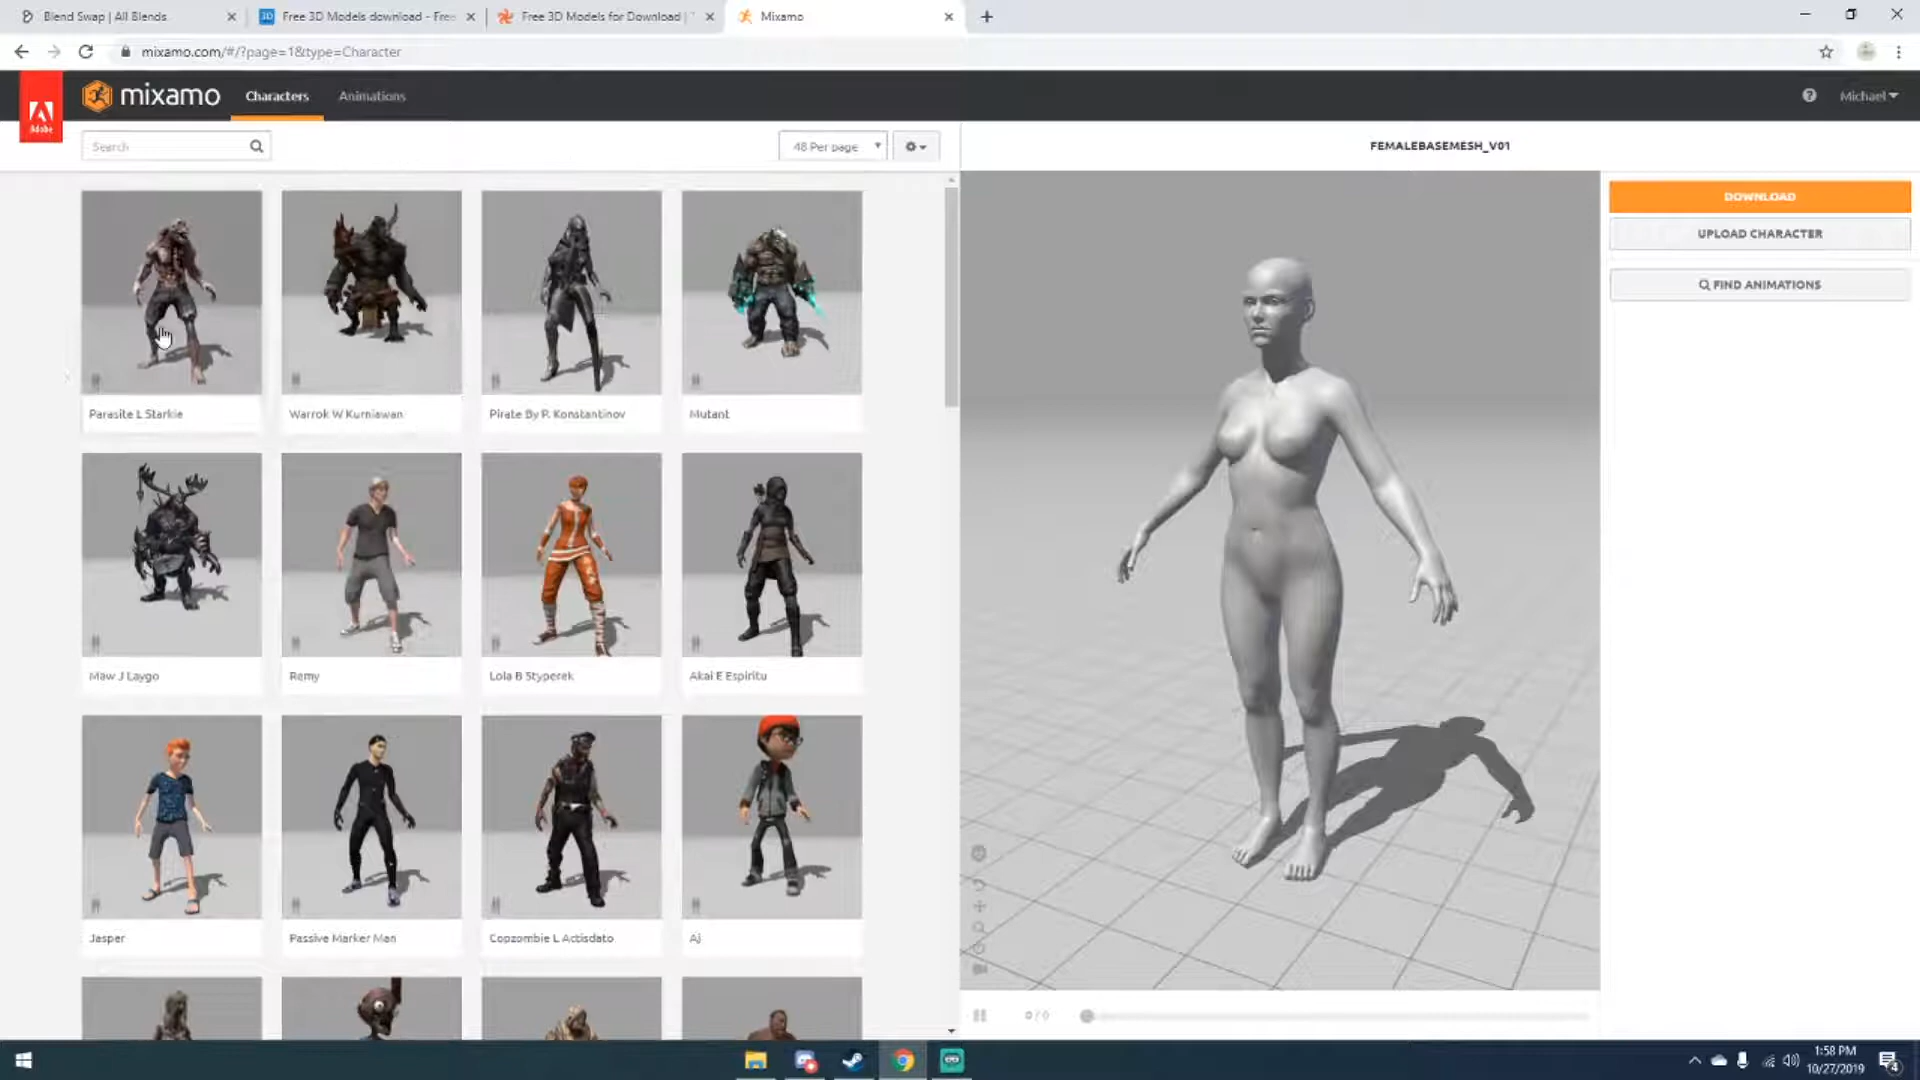 Blend Swap | All Blends
3D
Free 3D Models download - Free
Free 3D Models for Download |
Mixamo
mixamo.com/#/?page=1&type=Character
Adobe
mixamo
Characters
Animations
Michael
Search
48 Per page
FEMALEBASEMESH_V01
DOWNLOAD
UPLOAD CHARACTER
FIND ANIMATIONS
Parasite L Starkie
Warrok W Kurniawan
Pirate By P. Konstantinov
Mutant
Maw J Laygo
Remy
Lola B Styperek
Akai E Espiritu
Jasper
Passive Marker Man
Copzombie L Actisdato
Aj
0 / 0
1:58 PM
10/27/2019
4